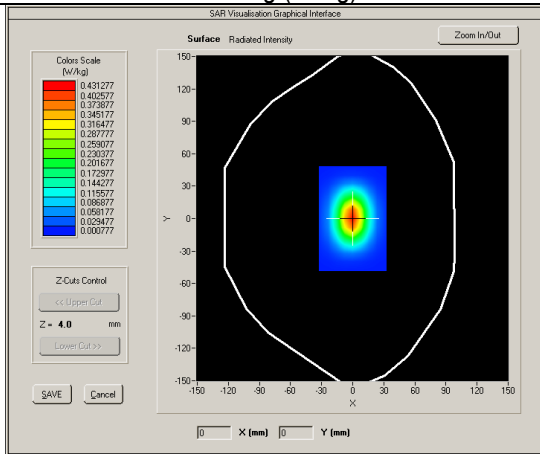 SAR Visualisation Graphical Interface
Surface Radiated Intensity
Zoom In/Out
Colors Scale
(W/kg)
0.431277
0.402577
0.373877
0.345177
0.316477
0.287777
0.259077
0.230377
0.201677
0.172977
0.144277
0.115577
0.086877
0.058177
0.029477
0.000777
Z-Cuts Control
<< Upper Cut
Z = 4.0 mm
Lower Cut >>
SAVE
Cancel
150
120
90
60
30
0
-30
-60
-90
-120
-150
Y
-150 -120 -90 -60 -30 0 30 60 90 120 150
X
0 X (mm) 0 Y (mm)